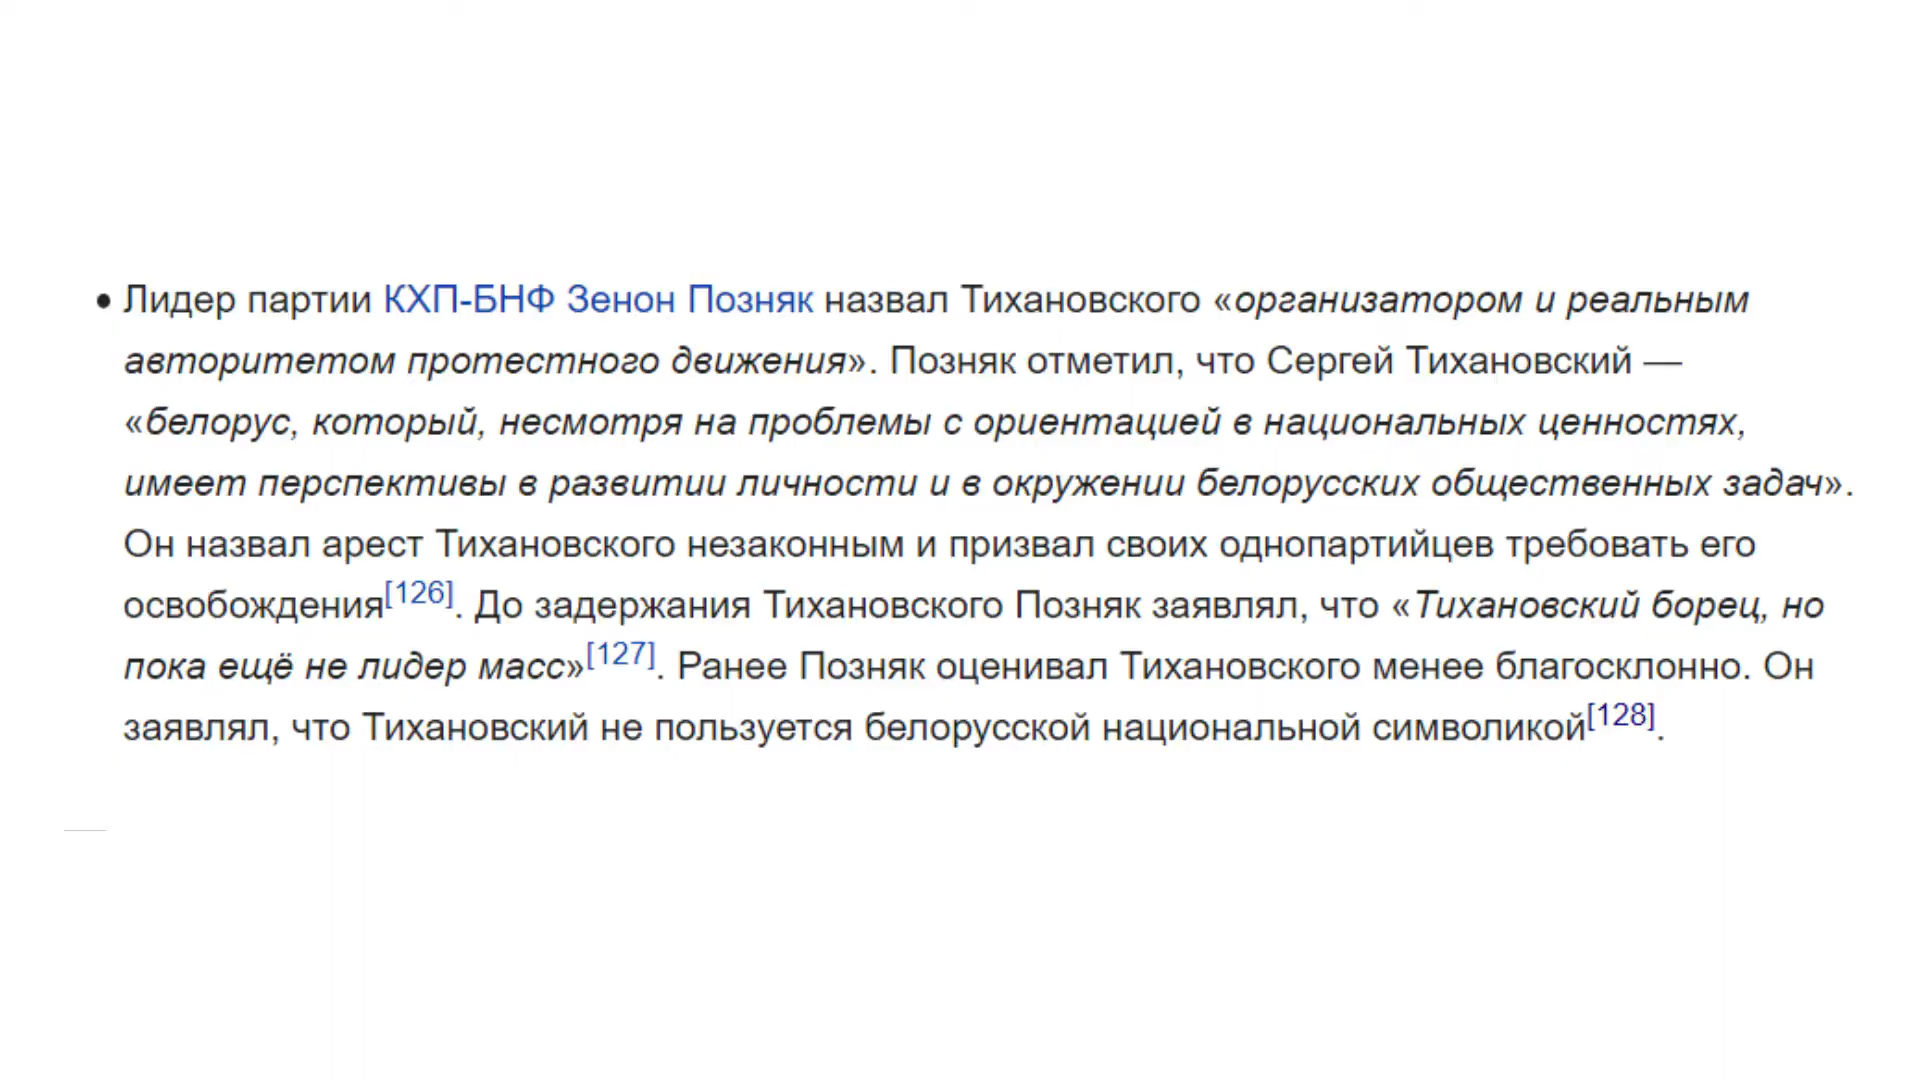 • Лидер партии КХП-БНФ Зенон Позняк назвал Тихановского «организатором и реальным
авторитетом протестного движения». Позняк отметил, что Сергей Тихановский —
«белорус, который, несмотря на проблемы с ориентацией в национальных ценностях,
имеет перспективы в развитии личности и в окружении белорусских общественных задач».
Он назвал арест Тихановского незаконным и призвал своих однопартийцев требовать его
освобождения[126]. До задержания Тихановского Позняк заявлял, что «Тихановский борец, но
пока ещё не лидер масс»[127]. Ранее Позняк оценивал Тихановского менее благосклонно. Он
заявлял, что Тихановский не пользуется белорусской национальной символикой[128].